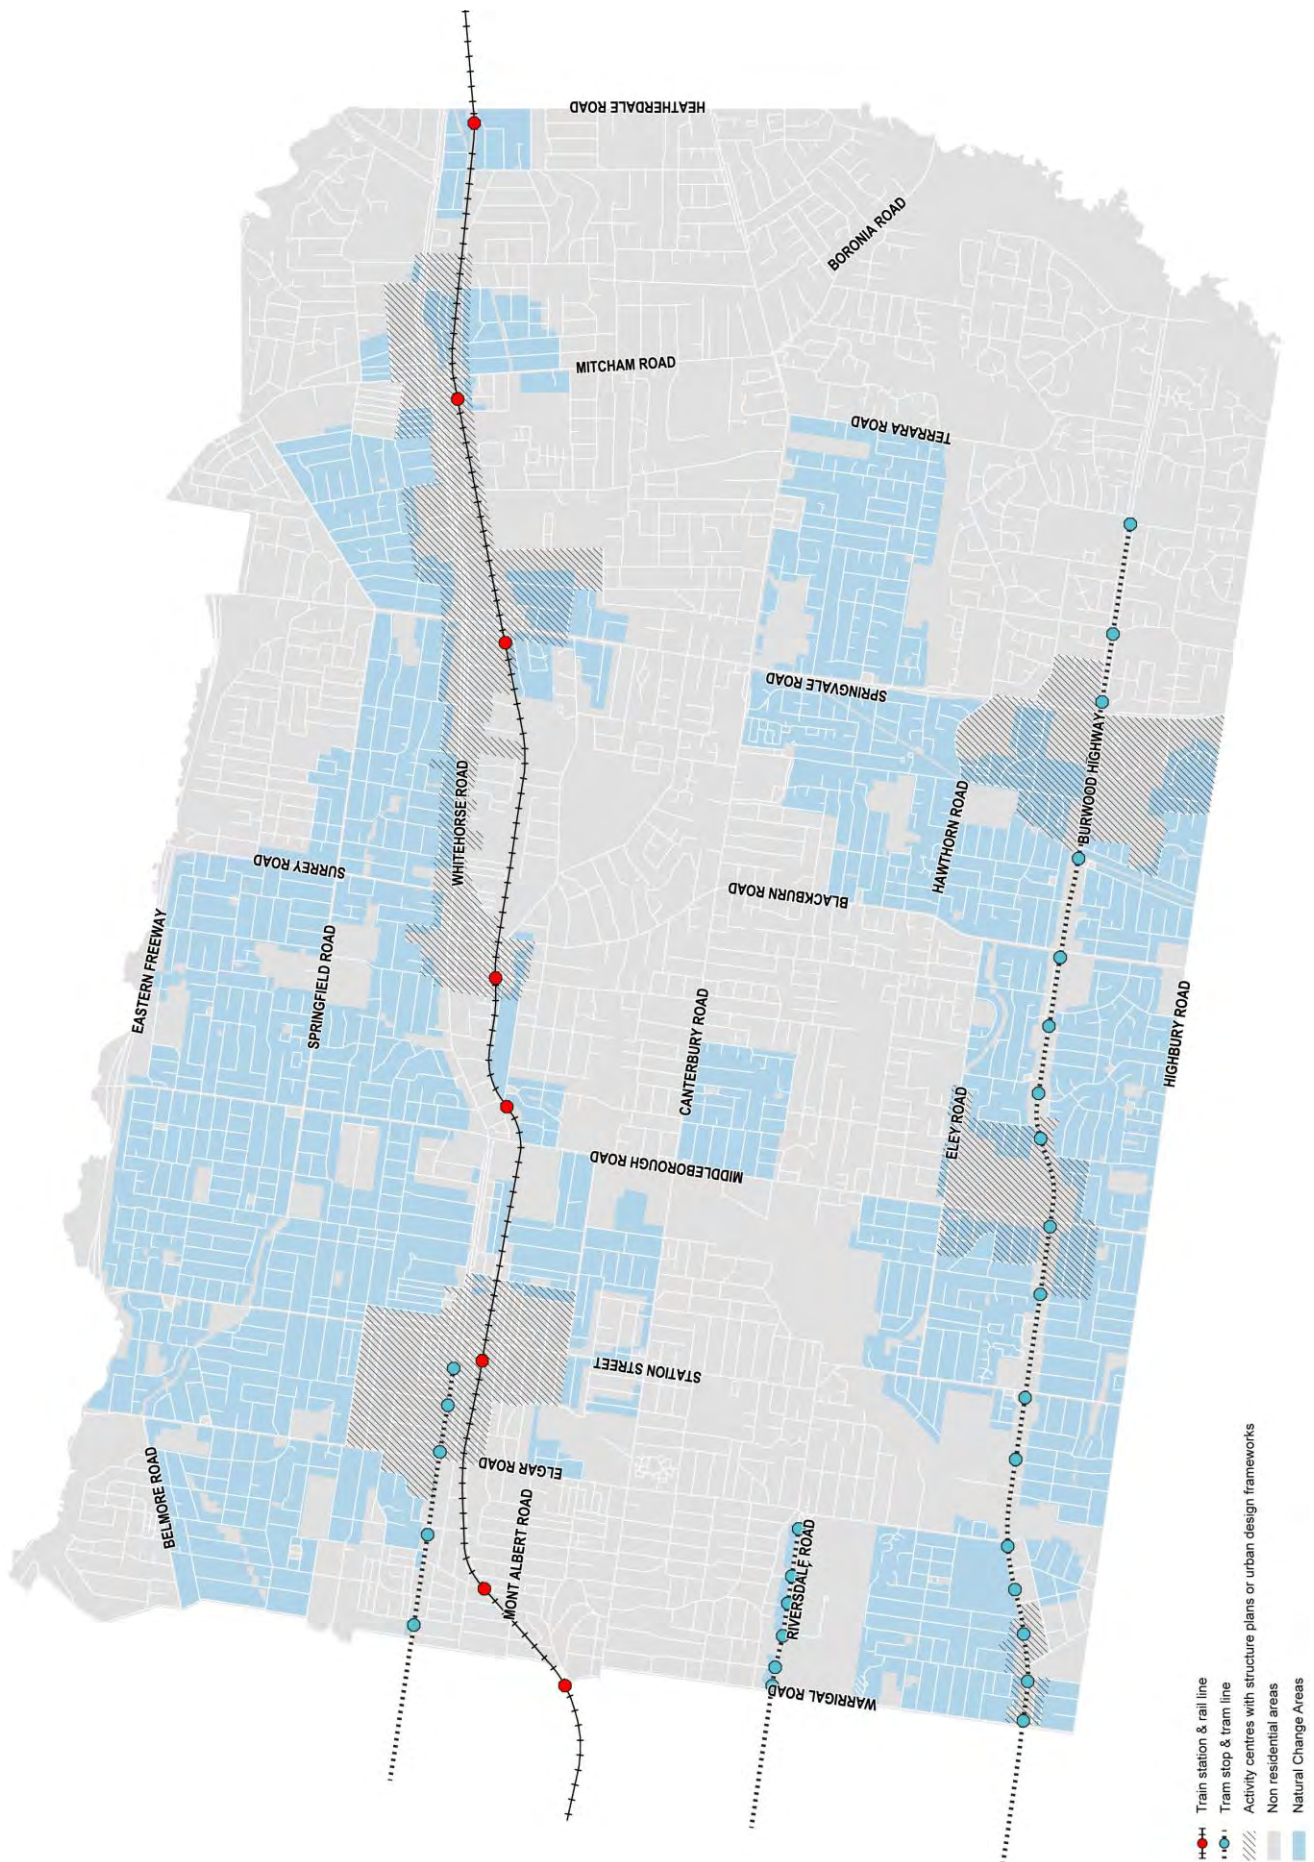 HEATHERDALE ROAD
BORONIA ROAD
MITCHAM ROAD
TERRARA ROAD
SPRINGVALE ROAD
BURWOOD HIGHWAY
WHITEHORSE ROAD
HAWTHORN ROAD
SURREY ROAD
BLACKBURN ROAD
EASTERN FREEWAY
SPRINGFIELD ROAD
CANTERBURY ROAD
HIGHBURY ROAD
ELEY ROAD
MIDDLEBOROUGH ROAD
STATION STREET
ELGAR ROAD
BELMORE ROAD
MONT ALBERT ROAD
RIVERSDALE ROAD
WARRIGAL ROAD
Train station & rail line
Tram stop & tram line
Activity centres with structure plans or urban design frameworks
Non residential areas
Natural Change Areas